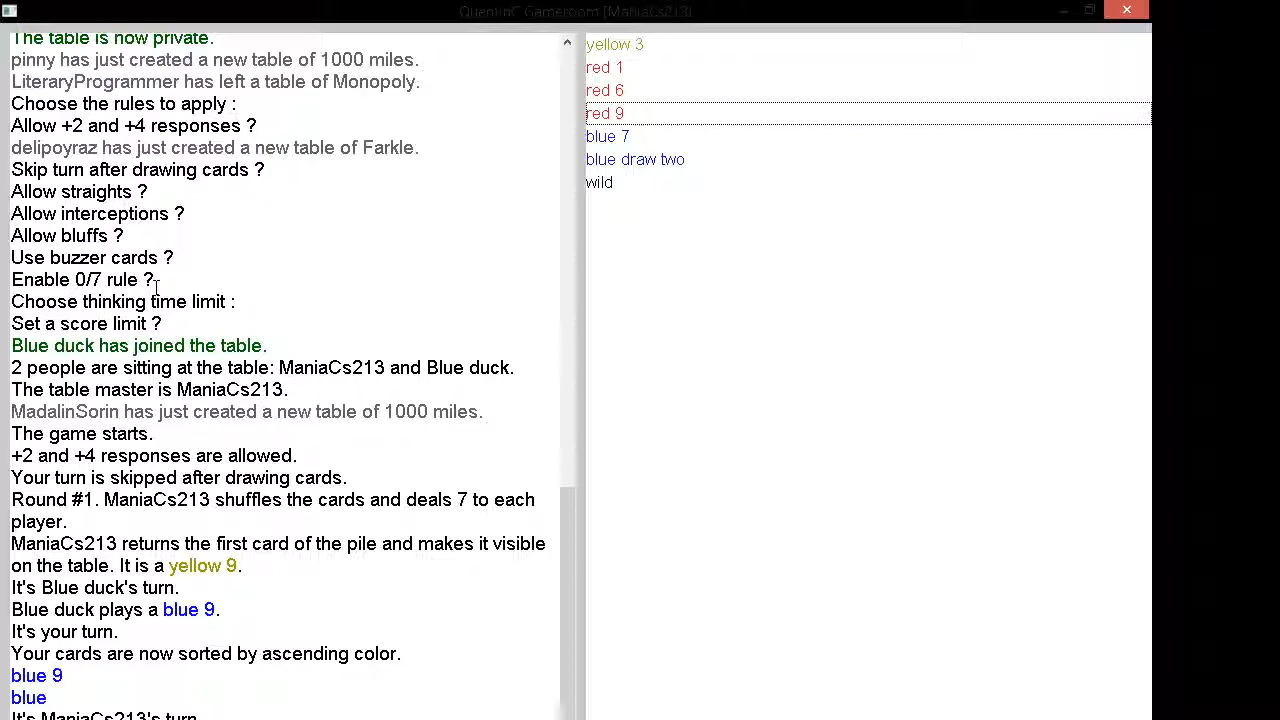 QuentinC Gameroom [ManiaCs213]
The table is now private.
pinny has just created a new table of 1000 miles.
LiteraryProgrammer has left a table of Monopoly.
Choose the rules to apply :
Allow +2 and +4 responses ?
delipoyraz has just created a new table of Farkle.
Skip turn after drawing cards ?
Allow straights ?
Allow interceptions ?
Allow bluffs ?
Use buzzer cards ?
Enable 0/7 rule ?
Choose thinking time limit :
Set a score limit ?
Blue duck has joined the table.
2 people are sitting at the table: ManiaCs213 and Blue duck.
The table master is ManiaCs213.
MadalinSorin has just created a new table of 1000 miles.
The game starts.
+2 and +4 responses are allowed.
Your turn is skipped after drawing cards.
Round #1. ManiaCs213 shuffles the cards and deals 7 to each
player.
ManiaCs213 returns the first card of the pile and makes it visible
on the table. It is a yellow 9.
It's Blue duck's turn.
Blue duck plays a blue 9.
It's your turn.
Your cards are now sorted by ascending color.
blue 9
blue
It's ManiaCs213's turn
yellow 3
red 1
red 6
red 9
blue 7
blue draw two
wild